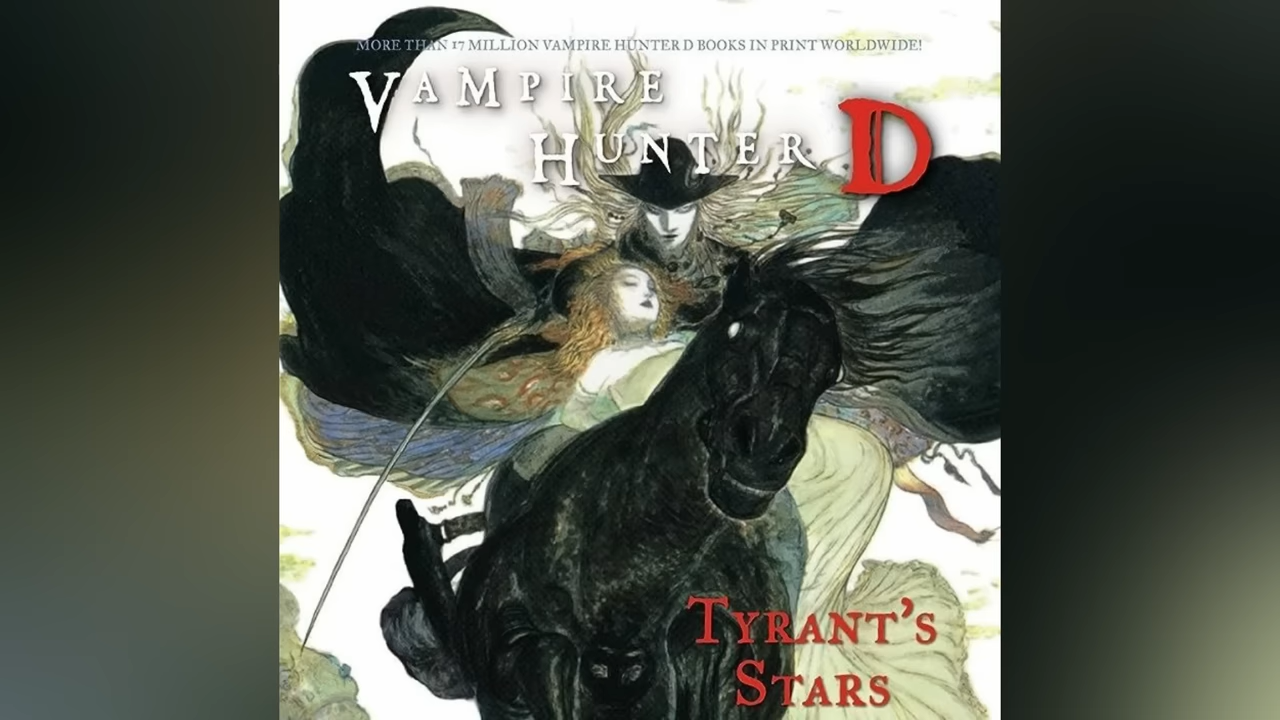 MORE THAN 17 MILLION VAMPIRE HUNTER D BOOKS IN PRINT WORLDWIDE!
VAMPIRE
HUNTER D
TYRANT'S
STARS